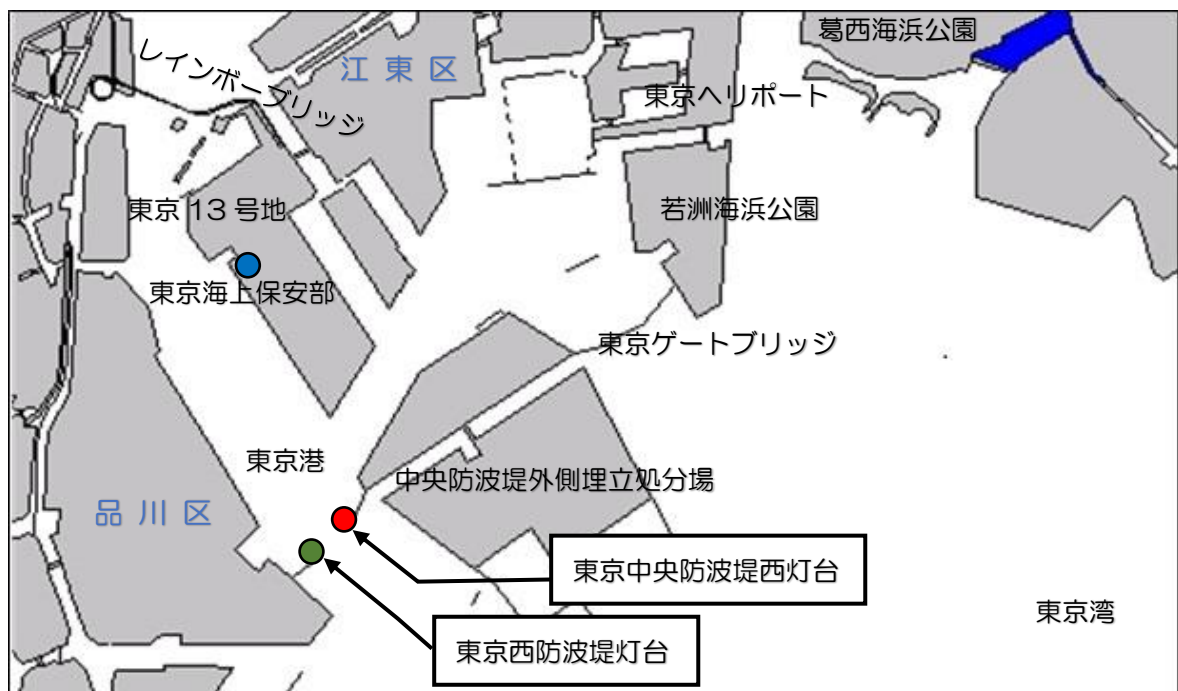 葛西海浜公園
レインボーブリッジ
江東区
東京ヘリポート
東京13号地
若洲海浜公園
東京海上保安部
東京ゲートブリッジ
東京港
中央防波堤外側埋立処分場
品川区
東京中央防波堤西灯台
東京湾
東京西防波堤灯台